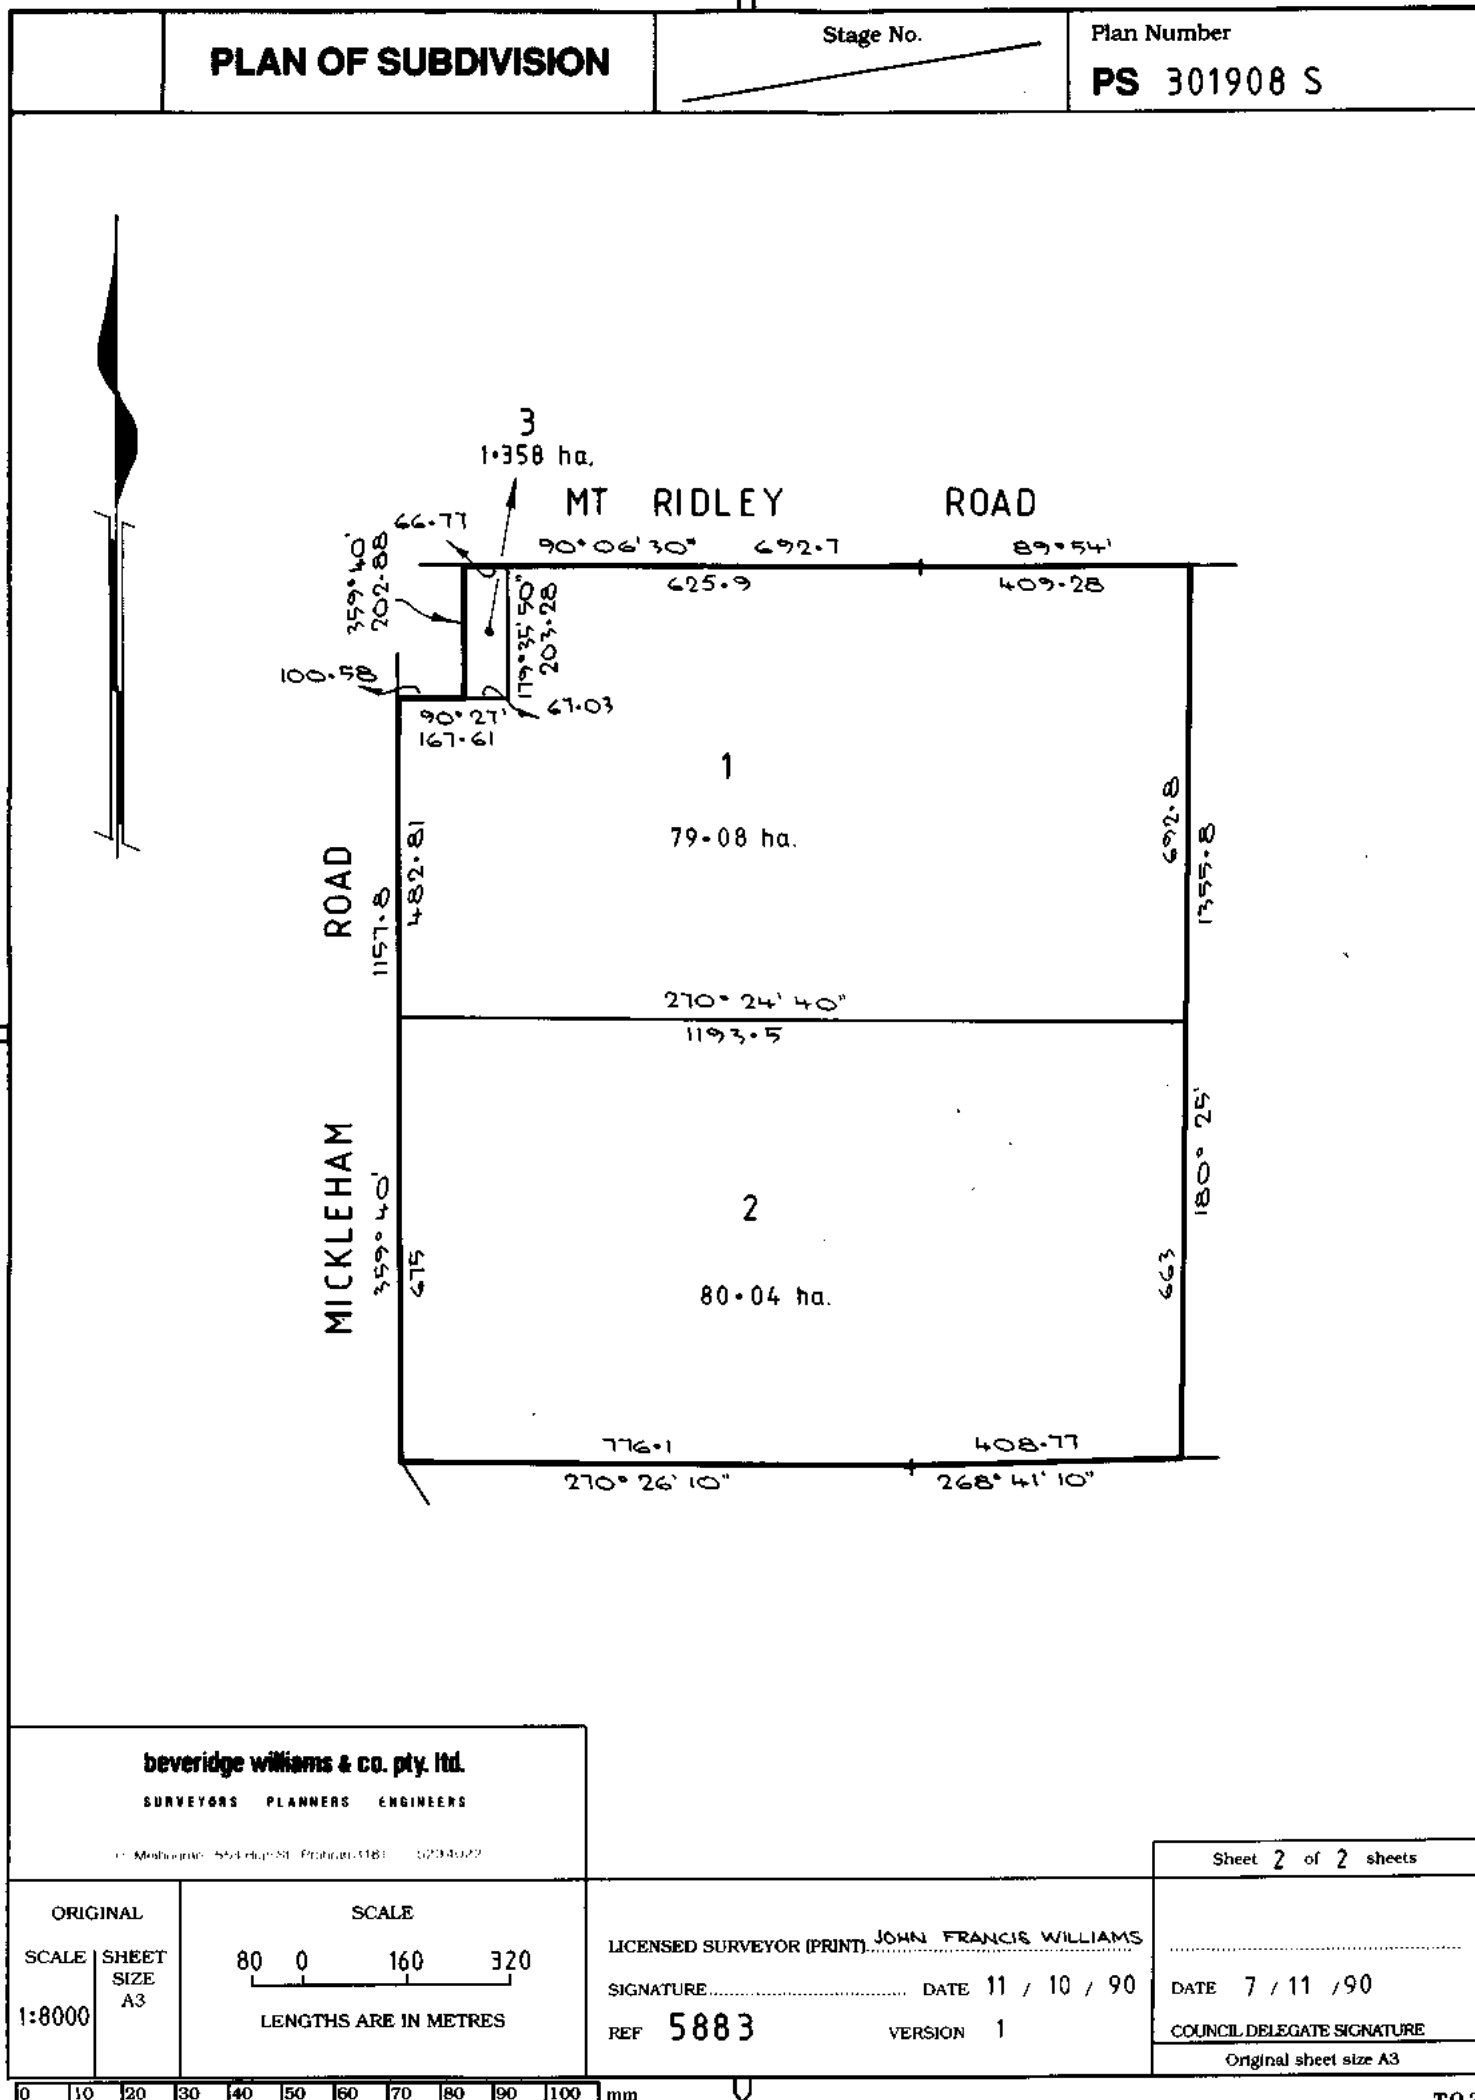 PLAN OF SUBDIVISION
Stage No.
Plan Number
PS 301908 S
3
1·358 ha.
MT RIDLEY ROAD
66·77
90° 06' 30" 692·7 89° 54'
625·9 409·28
359° 40'
202·88
179° 35' 50"
203·28
100·58
90° 27'
167·61
67·03
1
79·08 ha.
692·8
1355·8
MICKLEHAM ROAD
1157·8
482·81
270° 24' 40"
1193·5
180° 25'
2
80·04 ha.
359° 40'
675
663
776·1 408·77
270° 26' 10" 268° 41' 10"
beveridge williams & co. pty. ltd.
SURVEYORS PLANNERS ENGINEERS
Sheet 2 of 2 sheets
ORIGINAL
SCALE
SHEET SIZE
A3
1:8000
SCALE
80 0 160 320
LENGTHS ARE IN METRES
LICENSED SURVEYOR (PRINT) JOHN FRANCIS WILLIAMS
SIGNATURE DATE 11 / 10 / 90
REF 5883 VERSION 1
DATE 7 / 11 / 90
COUNCIL DELEGATE SIGNATURE
Original sheet size A3
0 10 20 30 40 50 60 70 80 90 100 mm